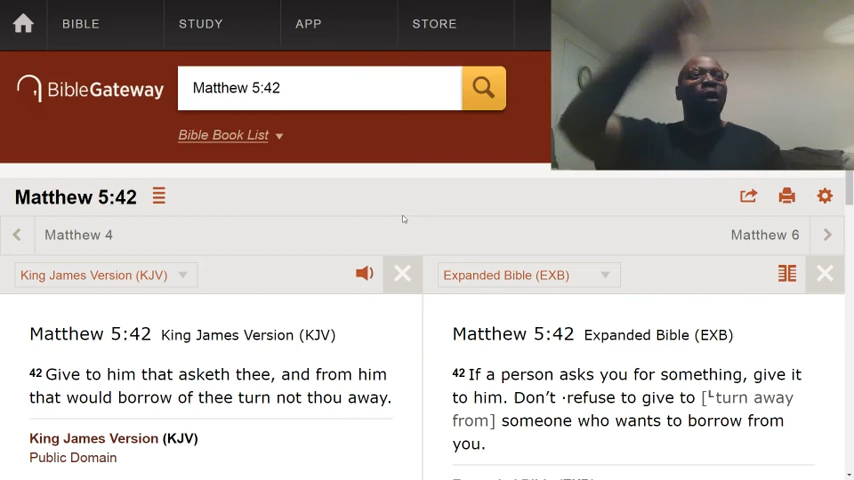 BIBLE STUDY APP STORE
BibleGateway
Matthew 5:42
Bible Book List
Matthew 5:42
Matthew 4
Matthew 6
King James Version (KJV)
Matthew 5:42 King James Version (KJV)
42 Give to him that asketh thee, and from him
that would borrow of thee turn not thou away.
King James Version (KJV)
Public Domain
Expanded Bible (EXB)
Matthew 5:42 Expanded Bible (EXB)
42 If a person asks you for something, give it
to him. Don’t ·refuse to give to [ᴸturn away
from] someone who wants to borrow from
you.